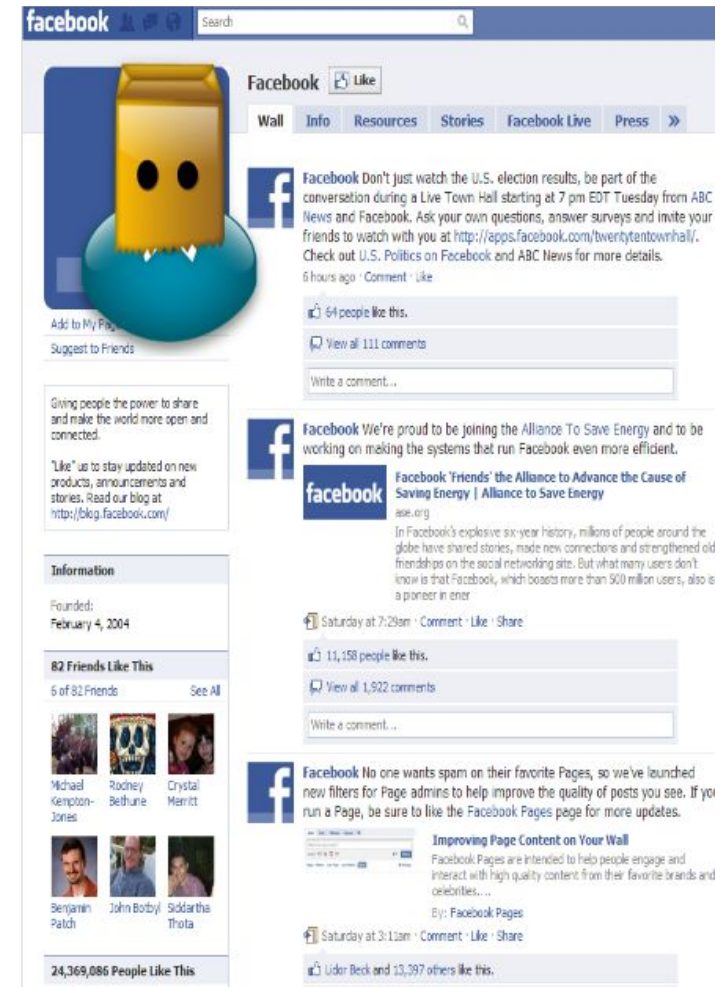 facebook
Search
Facebook Like
Wall Info Resources Stories Facebook Live Press »
Add to My
Suggest to Friends
Giving people the power to share
and make the world more open and
connected.
"Like" us to stay updated on new
products, announcements and
stories. Read our blog at
http://blog.facebook.com/
Information
Founded:
February 4, 2004
82 Friends Like This
6 of 82 Friends See All
Michael
Kempton-
Jones
Rodney
Bethune
Crystal
Merritt
Benjamin
Patch
John Botbyl
Siddartha
Thota
24,369,086 People Like This
Facebook Don't just watch the U.S. election results, be part of the
conversation during a Live Town Hall starting at 7 pm EDT Tuesday from ABC
News and Facebook. Ask your own questions, answer surveys and invite your
friends to watch with you at http://apps.facebook.com/twentytentownhall/.
Check out U.S. Politics on Facebook and ABC News for more details.
6 hours ago · Comment · Like
64 people like this.
View all 111 comments
Write a comment...
Facebook We're proud to be joining the Alliance To Save Energy and to be
working on making the systems that run Facebook even more efficient.
facebook
Facebook 'Friends' the Alliance to Advance the Cause of
Saving Energy | Alliance to Save Energy
ase.org
In Facebook's explosive six-year history, millions of people around the
globe have shared stories, made new connections and strengthened old
friendships on the social networking site. But what many users don't
know is that Facebook, which boasts more than 500 million users, also is
a pioneer in ener
Saturday at 7:29am · Comment · Like · Share
11,158 people like this.
View all 1,922 comments
Write a comment...
Facebook No one wants spam on their favorite Pages, so we've launched
new filters for Page admins to help improve the quality of posts you see. If you
run a Page, be sure to like the Facebook Pages page for more updates.
Improving Page Content on Your Wall
Facebook Pages are intended to help people engage and
interact with high quality content from their favorite brands and
celebrities....
By: Facebook Pages
Saturday at 3:11am · Comment · Like · Share
Lidor Beck and 13,397 others like this.